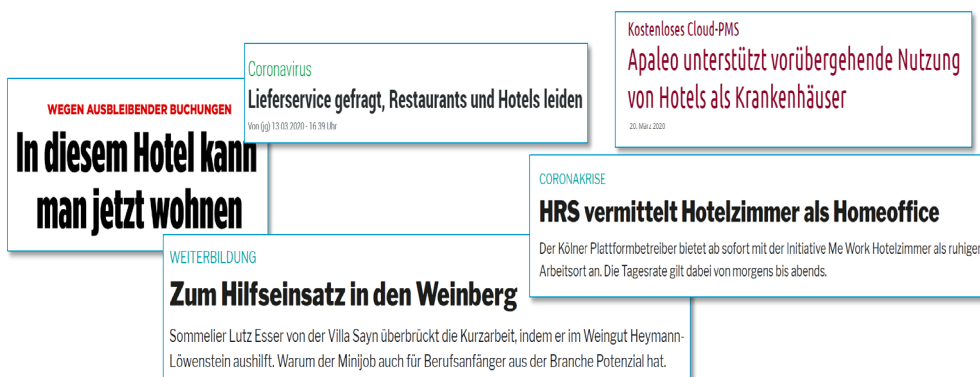 WEGEN AUSBLEIBENDER BUCHUNGEN
In diesem Hotel kann
man jetzt wohnen
Coronavirus
Lieferservice gefragt, Restaurants und Hotels leiden
Von (jg) 13.03.2020 - 16:39 Uhr
Kostenloses Cloud-PMS
Apaleo unterstützt vorübergehende Nutzung
von Hotels als Krankenhäuser
20. März 2020
CORONAKRISE
HRS vermittelt Hotelzimmer als Homeoffice
Der Kölner Plattformbetreiber bietet ab sofort mit der Initiative Me Work Hotelzimmer als ruhiger
Arbeitsort an. Die Tagesrate gilt dabei von morgens bis abends.
WEITERBILDUNG
Zum Hilfseinsatz in den Weinberg
Sommelier Lutz Esser von der Villa Sayn überbrückt die Kurzarbeit, indem er im Weingut Heymann-
Löwenstein aushilft. Warum der Minijob auch für Berufsanfänger aus der Branche Potenzial hat.